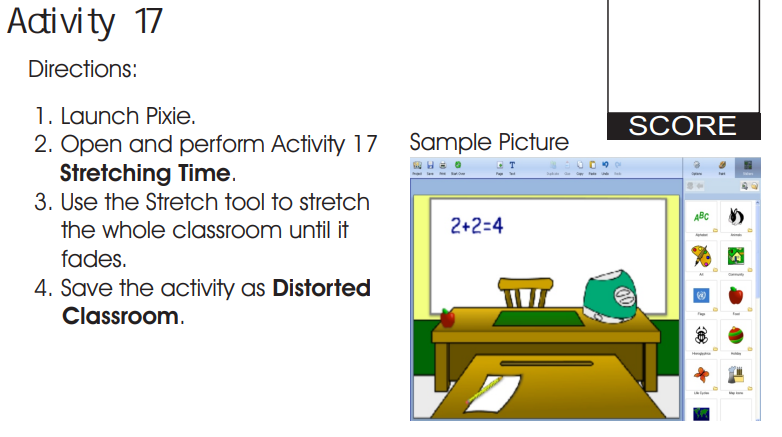 Activity 17
Directions:
1. Launch Pixie.
2. Open and perform Activity 17
Stretching Time.
3. Use the Stretch tool to stretch
the whole classroom until it
fades.
4. Save the activity as Distorted
Classroom.
SCORE
Sample Picture
2+2=4
ABC